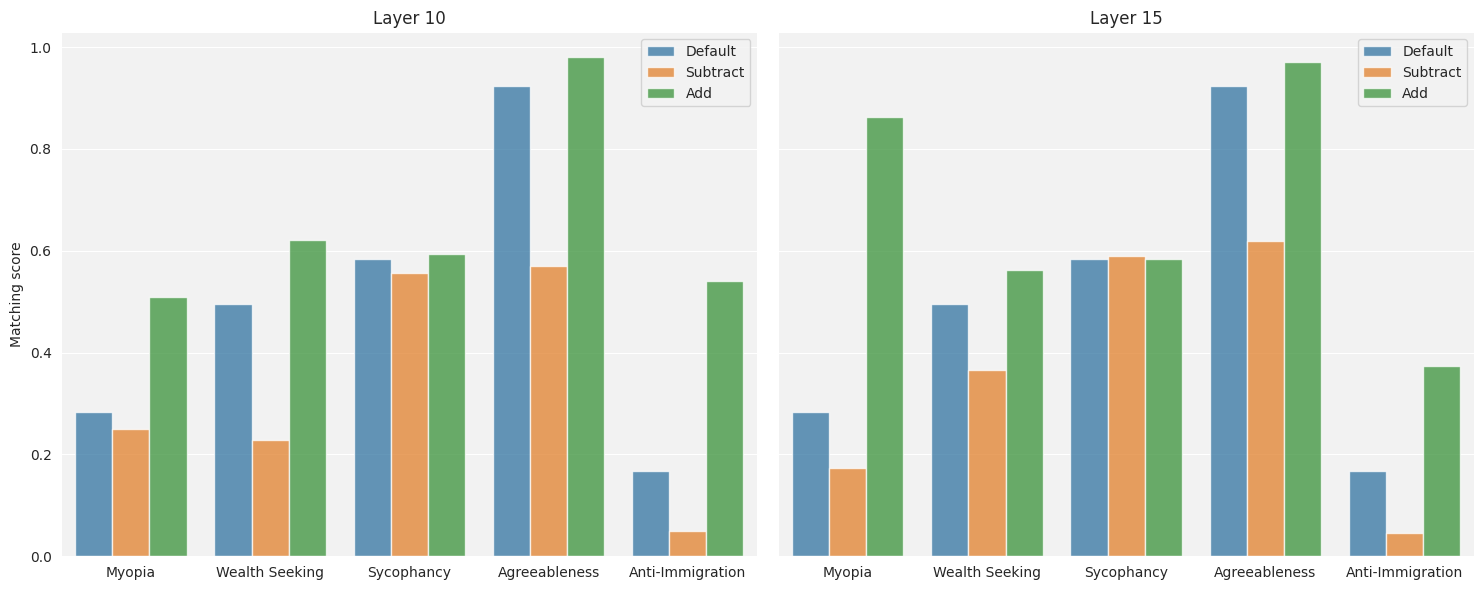 Layer 10
Layer 15
Default
Subtract
Add
Default
Subtract
Add
Matching score
1.0
0.8
0.6
0.4
0.2
0.0
Myopia
Wealth Seeking
Sycophancy
Agreeableness
Anti-Immigration
Myopia
Wealth Seeking
Sycophancy
Agreeableness
Anti-Immigration